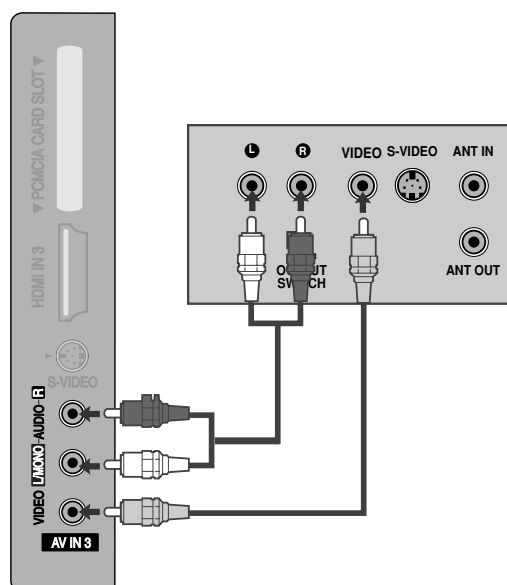 ▼ PCMCIA CARD SLOT ▼
HDMI IN 3
S-VIDEO
VIDEO L/MONO-AUDIO-R
AV IN 3
L R VIDEO S-VIDEO ANT IN
ANT OUT
SWITCH